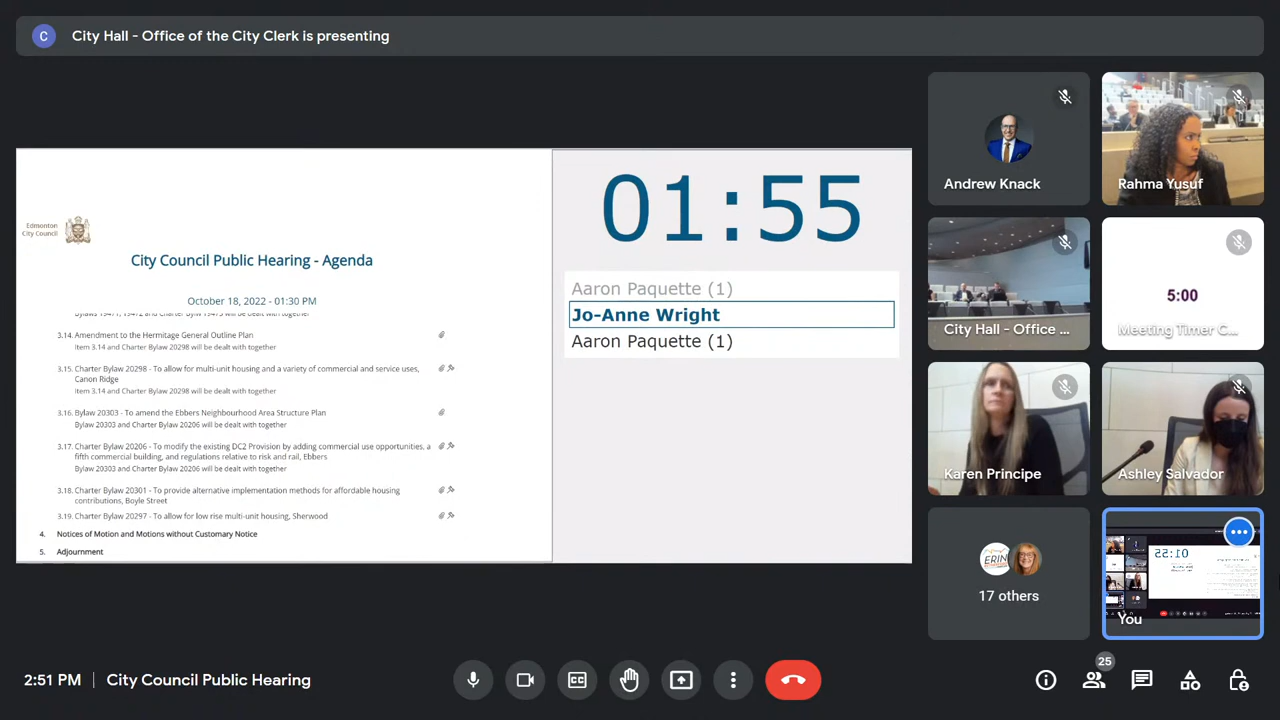 C
City Hall - Office of the City Clerk is presenting
Edmonton
City Council
City Council Public Hearing - Agenda
October 18, 2022 - 01:30 PM
3.14. Amendment to the Hermitage General Outline Plan
Item 3.14 and Charter Bylaw 20298 will be dealt with together
3.15. Charter Bylaw 20298 - To allow for multi-unit housing and a variety of commercial and service uses,
Canon Ridge
Item 3.14 and Charter Bylaw 20298 will be dealt with together
3.16. Bylaw 20303 - To amend the Ebbers Neighbourhood Area Structure Plan
Bylaw 20303 and Charter Bylaw 20206 will be dealt with together
3.17. Charter Bylaw 20206 - To modify the existing DC2 Provision by adding commercial use opportunities, a
fifth commercial building, and regulations relative to risk and rail, Ebbers
Bylaw 20303 and Charter Bylaw 20206 will be dealt with together
3.18. Charter Bylaw 20301 - To provide alternative implementation methods for affordable housing
contributions, Boyle Street
3.19. Charter Bylaw 20297 - To allow for low rise multi-unit housing, Sherwood
4. Notices of Motion and Motions without Customary Notice
5. Adjournment
01:55
Aaron Paquette (1)
Jo-Anne Wright
Aaron Paquette (1)
Andrew Knack
Rahma Yusuf
City Hall - Office ...
5:00
Meeting Timer C...
Karen Principe
Ashley Salvador
ERIN
17 others
01:55
You
2:51 PM | City Council Public Hearing
25